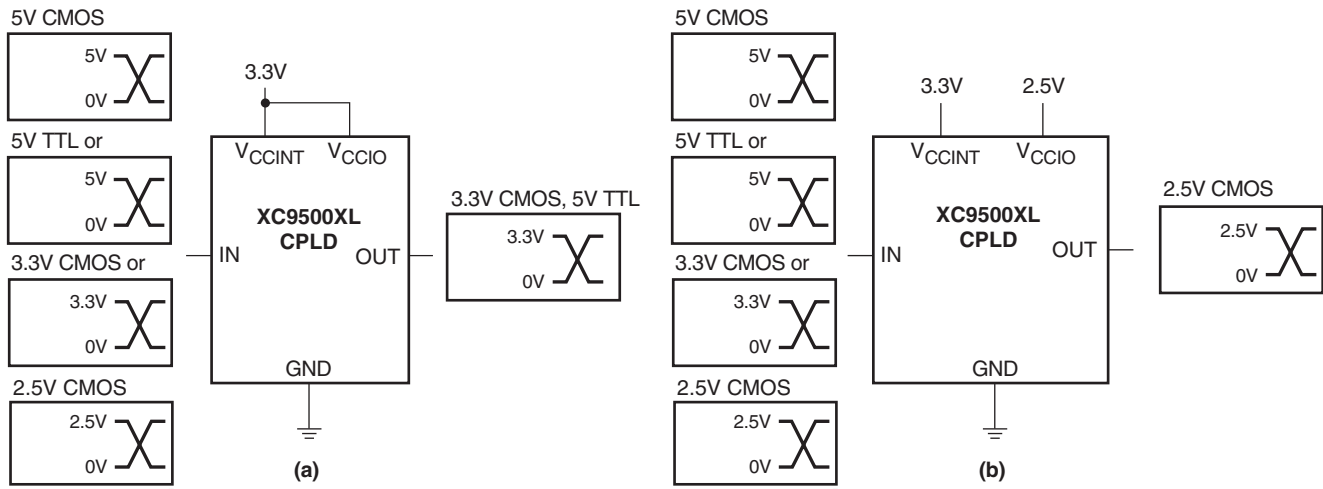 5V CMOS
5V
0V
5V TTL or
5V
0V
3.3V CMOS or
3.3V
0V
2.5V CMOS
2.5V
0V
3.3V
VCCINT VCCIO
XC9500XL
CPLD
IN OUT
GND
(a)
3.3V CMOS, 5V TTL
3.3V
0V
5V CMOS
5V
0V
5V TTL or
5V
0V
3.3V CMOS or
3.3V
0V
2.5V CMOS
2.5V
0V
3.3V 2.5V
VCCINT VCCIO
XC9500XL
CPLD
IN OUT
GND
(b)
2.5V CMOS
2.5V
0V